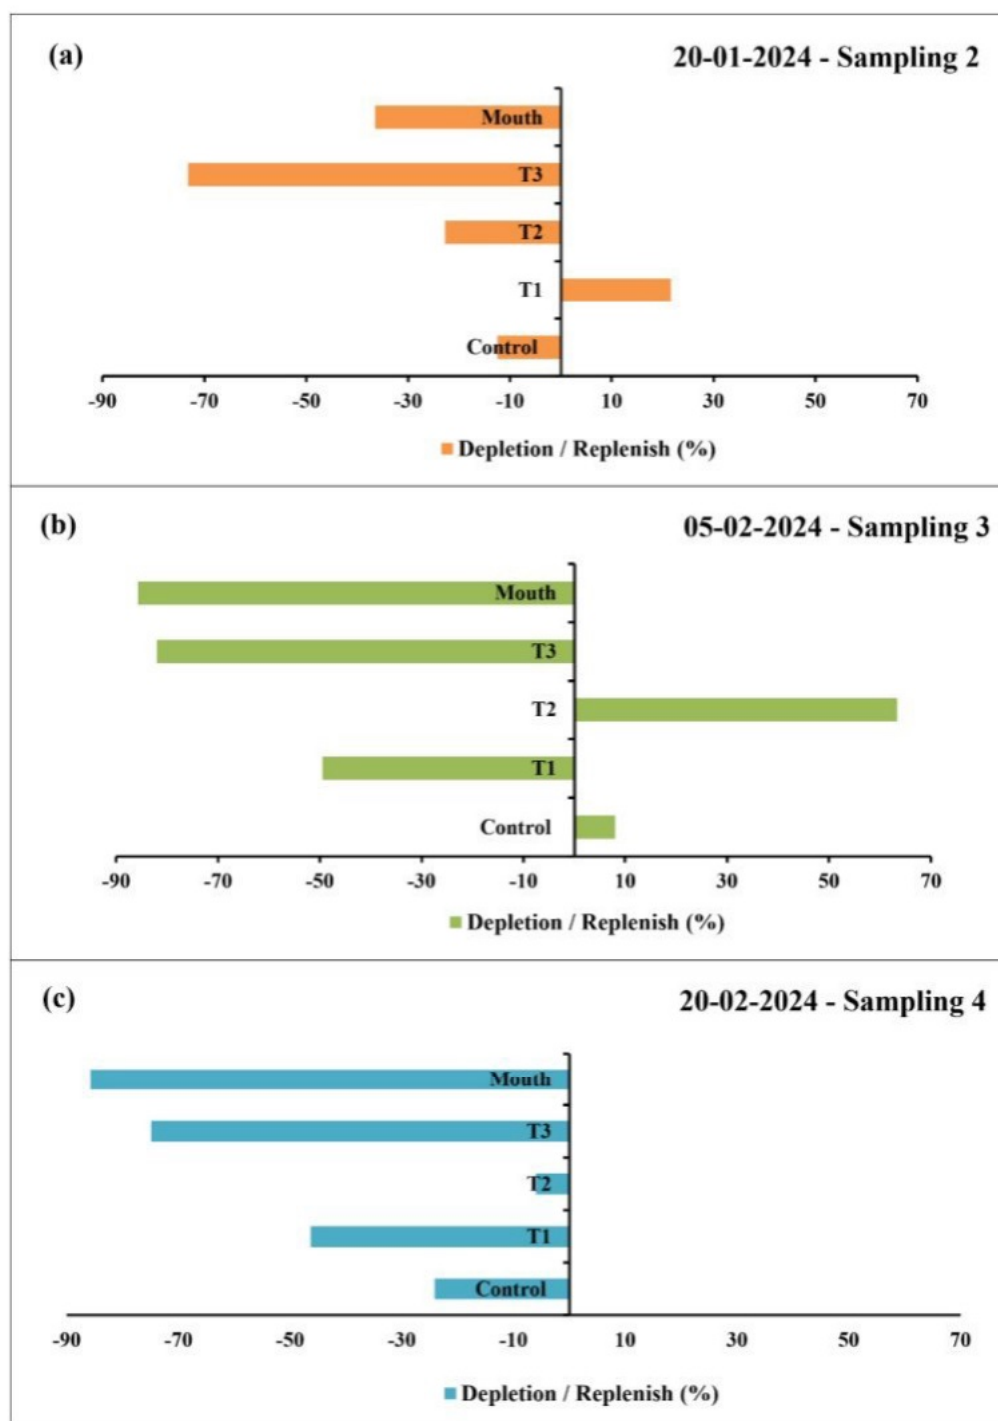 (a)
20-01-2024 - Sampling 2
Mouth
T3
T2
T1
Control
-90 -70 -50 -30 -10 10 30 50 70
Depletion / Replenish (%)
(b)
05-02-2024 - Sampling 3
Mouth
T3
T2
T1
Control
-90 -70 -50 -30 -10 10 30 50 70
Depletion / Replenish (%)
(c)
20-02-2024 - Sampling 4
Mouth
T3
T2
T1
Control
-90 -70 -50 -30 -10 10 30 50 70
Depletion / Replenish (%)